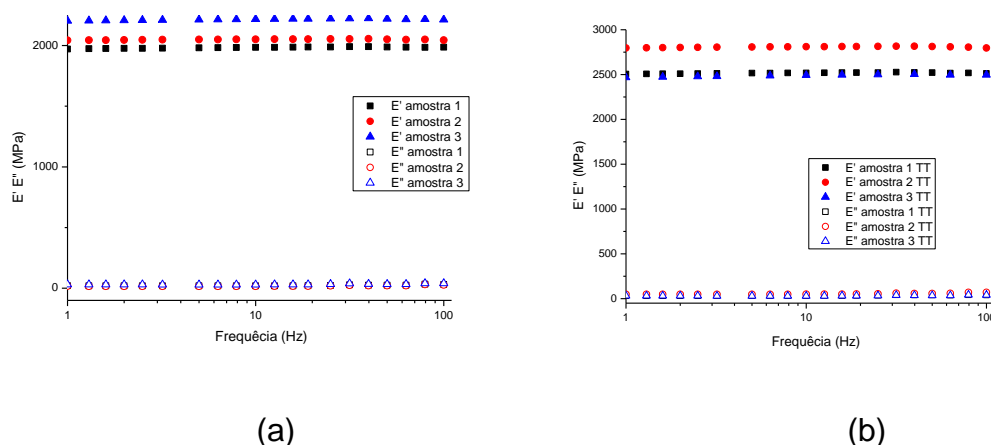 2000
1000
0
E' E" (MPa)
1
10
100
Frequêcia (Hz)
E' amostra 1
E' amostra 2
E' amostra 3
E" amostra 1
E" amostra 2
E" amostra 3
(a)
3000
2500
2000
1500
1000
500
0
E' E" (MPa)
1
10
100
Frequêcia (Hz)
E' amostra 1 TT
E' amostra 2 TT
E' amostra 3 TT
E" amostra 1 TT
E" amostra 2 TT
E" amostra 3 TT
(b)